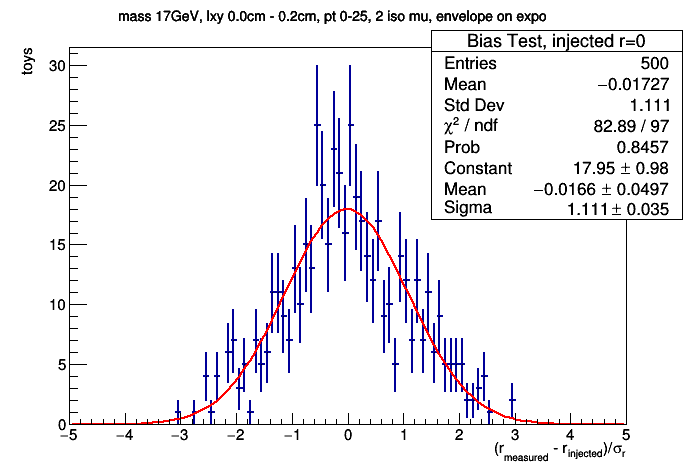 mass 17GeV, lxy 0.0cm - 0.2cm, pt 0-25, 2 iso mu, envelope on expo
Bias Test, injected r=0
Entries 500
Mean −0.01727
Std Dev 1.111
χ² / ndf 82.89 / 97
Prob 0.8457
Constant 17.95 ± 0.98
Mean −0.0166 ± 0.0497
Sigma 1.111 ± 0.035
toys
30
25
20
15
10
5
0
−5 −4 −3 −2 −1 0 1 2 3 4 5
(r_measured - r_injected)/σ_r